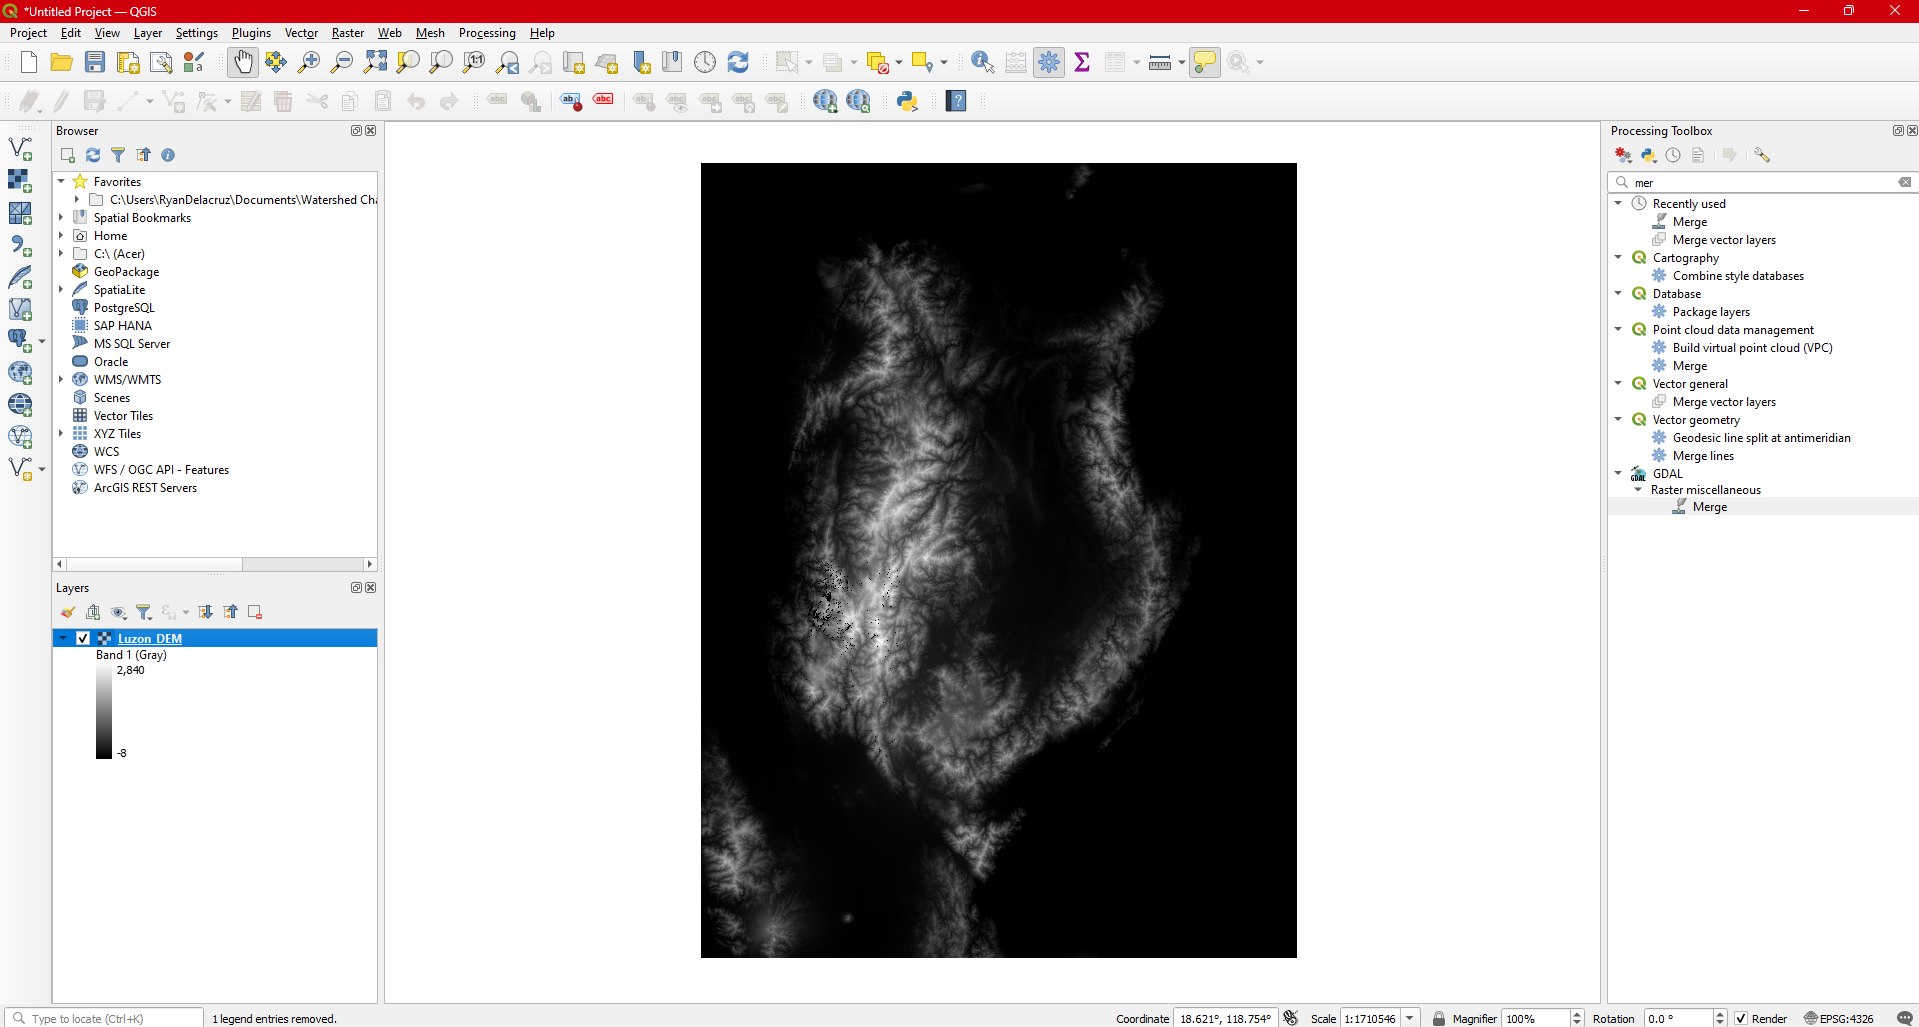 *Untitled Project — QGIS
Project Edit View Layer Settings Plugins Vector Raster Web Mesh Processing Help
Browser
Favorites
C:\Users\RyanDelacruz\Documents\Watershed Cha
Spatial Bookmarks
Home
C:\ (Acer)
GeoPackage
SpatiaLite
PostgreSQL
SAP HANA
MS SQL Server
Oracle
WMS/WMTS
Scenes
Vector Tiles
XYZ Tiles
WCS
WFS / OGC API - Features
ArcGIS REST Servers
Layers
Luzon_DEM
Band 1 (Gray)
2,840
-8
Processing Toolbox
mer
Recently used
Merge
Merge vector layers
Cartography
Combine style databases
Database
Package layers
Point cloud data management
Build virtual point cloud (VPC)
Merge
Vector general
Merge vector layers
Vector geometry
Geodesic line split at antimeridian
Merge lines
GDAL
Raster miscellaneous
Merge
Type to locate (Ctrl+K) 1 legend entries removed. Coordinate 18.621°, 118.754° Scale 1:1710546 Magnifier 100% Rotation 0.0 ° Render EPSG:4326